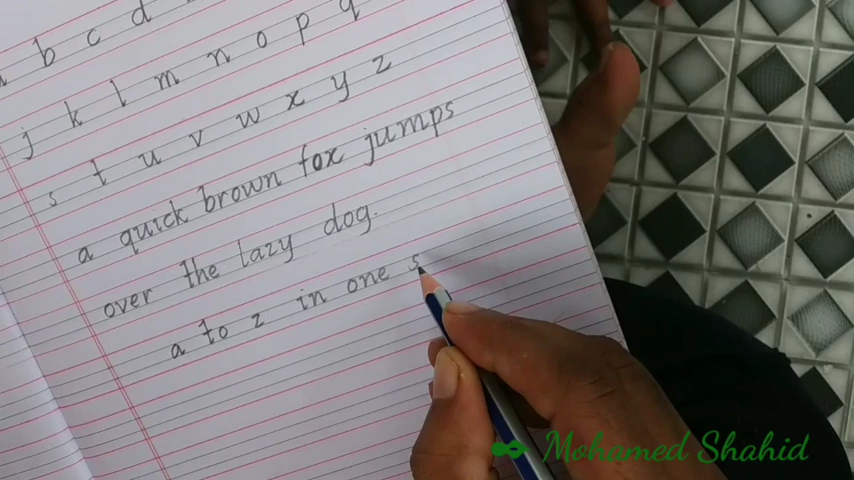 b c d
j k l m n o p q
s t u v w x y z
a quick brown fox jumps
over the lazy dog.
a to z in one s
Mohamed Shahid